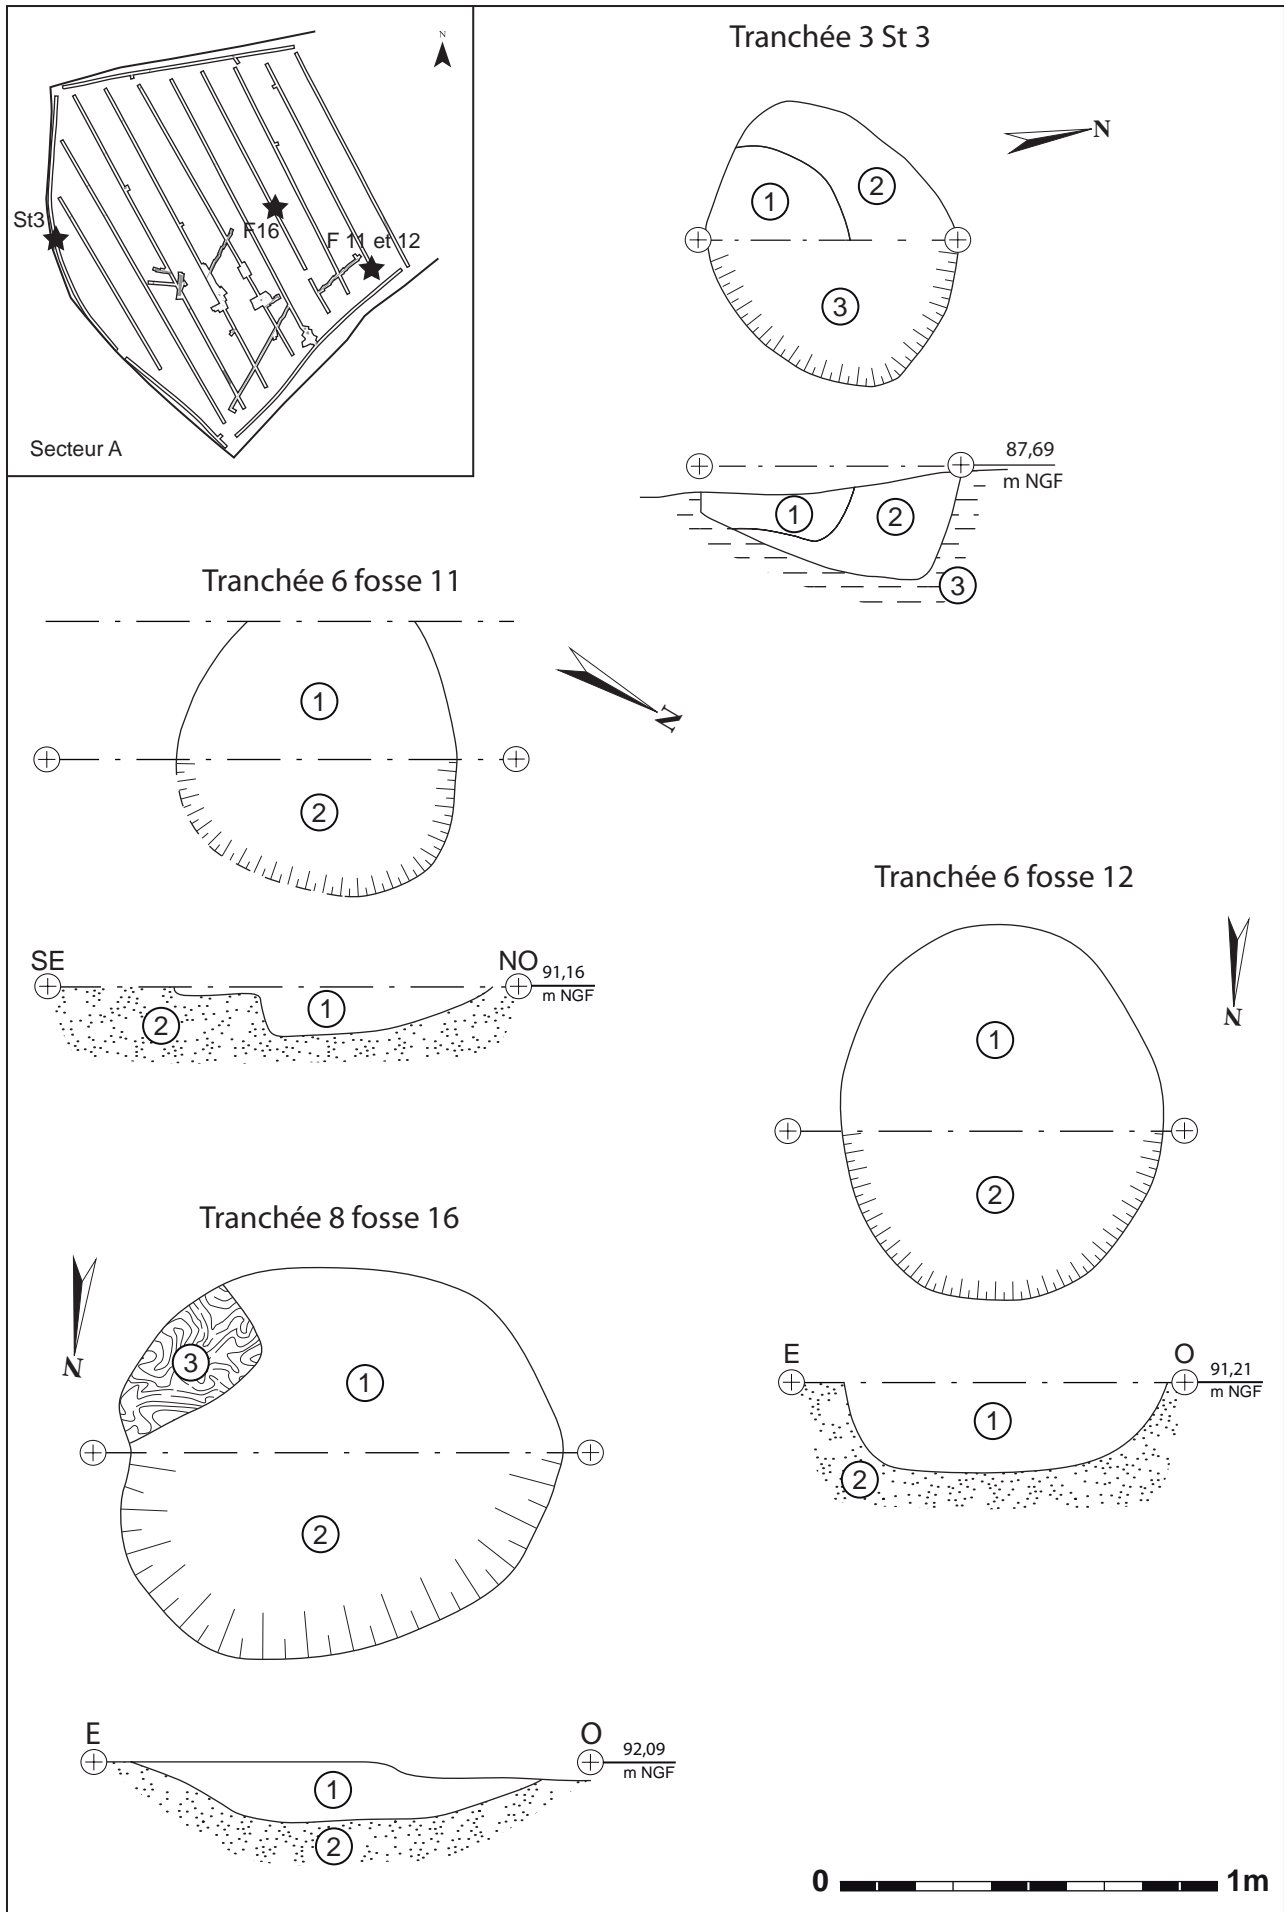 N
St3
F16
F 11 et 12
Secteur A
Tranchée 3 St 3
N
1
2
3
87,69
m NGF
1
2
3
Tranchée 6 fosse 11
N
1
2
SE
NO
91,16
m NGF
1
2
Tranchée 6 fosse 12
N
1
2
E
O
91,21
m NGF
1
2
Tranchée 8 fosse 16
N
3
1
2
E
O
92,09
m NGF
1
2
0
1m